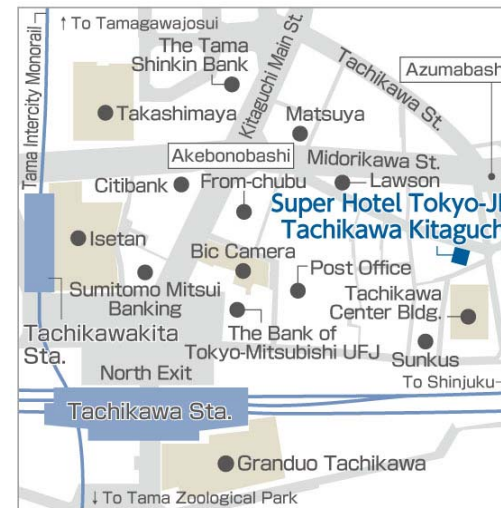 ↑To Tamagawajosui
Tama Intercity Monorail
The Tama
Shinkin Bank
Kitaguchi Main St.
Tachikawa St.
Azumabash
Takashimaya
Matsuya
Akebonobashi
Midorikawa St.
Citibank
From-chubu
Lawson
Super Hotel Tokyo-JR
Tachikawa Kitaguch
Isetan
Bic Camera
Post Office
Sumitomo Mitsui
Banking
Tachikawa
Center Bldg.
Tachikawakita
Sta.
The Bank of
Tokyo-Mitsubishi UFJ
Sunkus
North Exit
To Shinjuku
Tachikawa Sta.
Granduo Tachikawa
↓To Tama Zoological Park